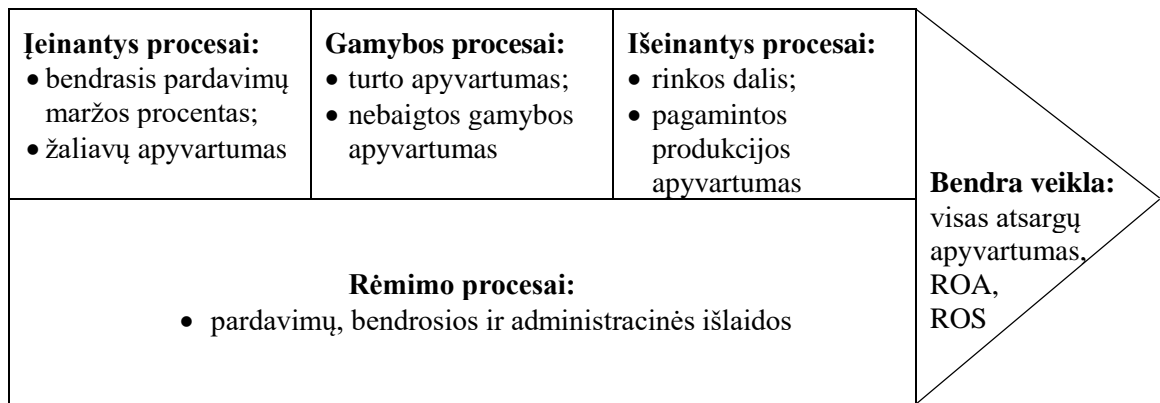 Įeinantys procesai:
• bendrasis pardavimų
maržos procentas;
• žaliavų apyvartumas
Gamybos procesai:
• turto apyvartumas;
• nebaigtos gamybos
apyvartumas
Išeinantys procesai:
• rinkos dalis;
• pagamintos
produkcijos
apyvartumas
Rėmimo procesai:
• pardavimų, bendrosios ir administracinės išlaidos
Bendra veikla:
visas atsargų
apyvartumas,
ROA,
ROS